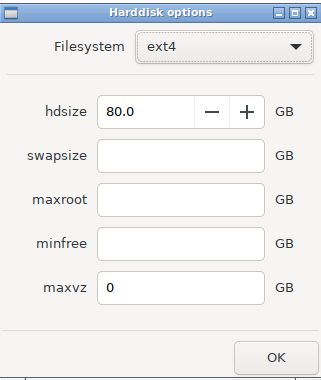 Harddisk options
Filesystem ext4
hdsize 80.0 GB
swapsize GB
maxroot GB
minfree GB
maxvz 0 GB
OK